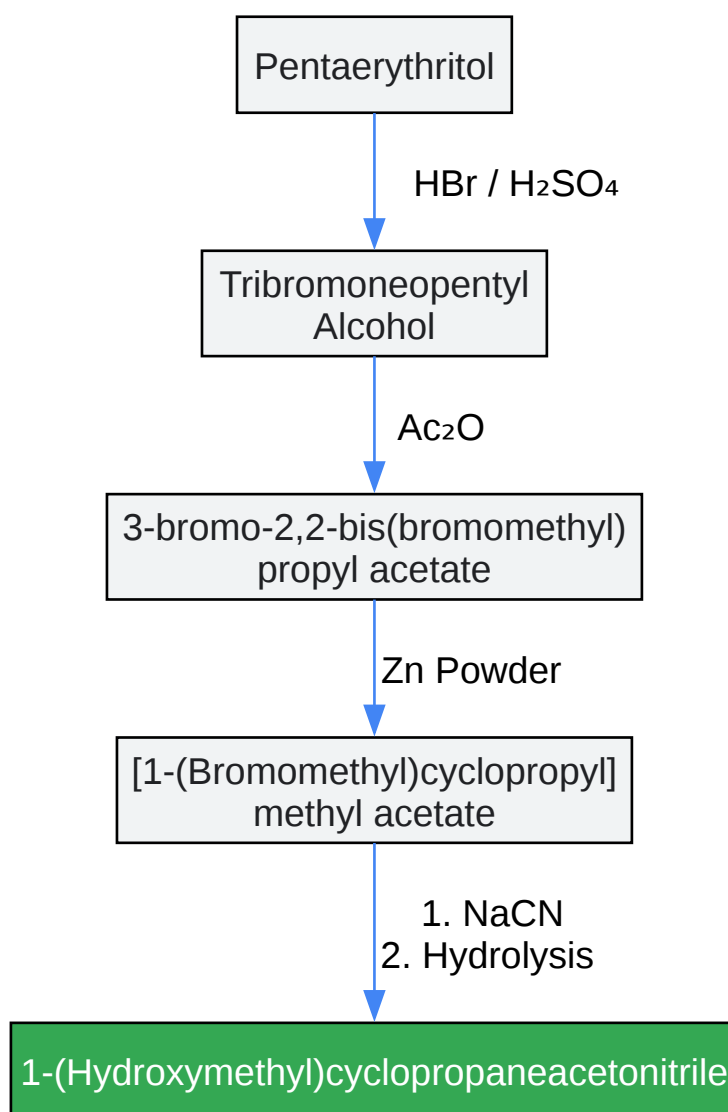 Pentaerythritol
HBr / H₂SO₄
Tribromoneopentyl
Alcohol
Ac₂O
3-bromo-2,2-bis(bromomethyl)
propyl acetate
Zn Powder
[1-(Bromomethyl)cyclopropyl]
methyl acetate
1. NaCN
2. Hydrolysis
1-(Hydroxymethyl)cyclopropaneacetonitrile